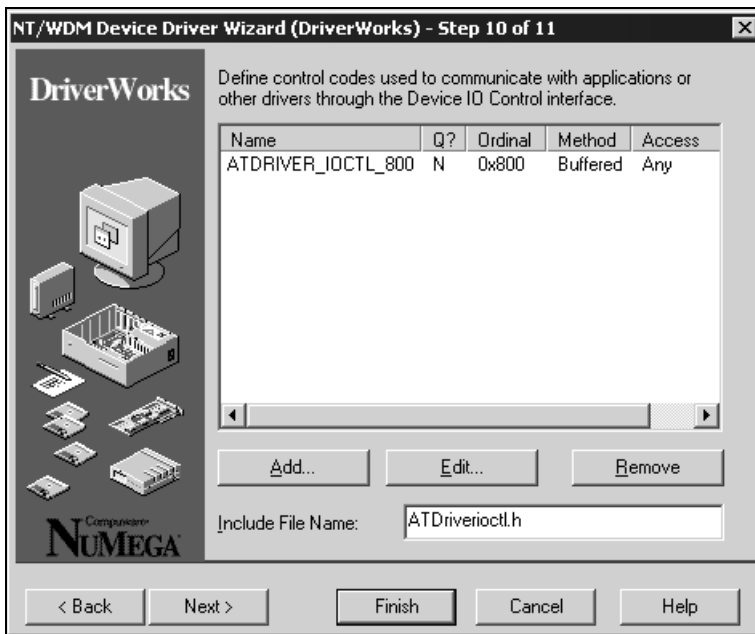 NT/WDM Device Driver Wizard (DriverWorks) - Step 10 of 11
DriverWorks
Define control codes used to communicate with applications or
other drivers through the Device IO Control interface.
Name Q? Ordinal Method Access
ATDRIVER_IOCTL_800 N 0x800 Buffered Any
Add... Edit... Remove
Include File Name: ATDriverioctl.h
Compuware
NUMEGA
< Back Next > Finish Cancel Help